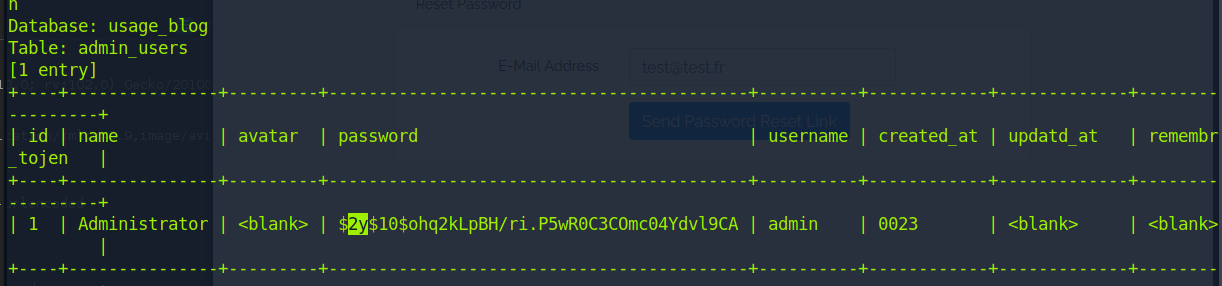 h
Reset Password
Database: usage_blog
Table: admin_users
[1 entry]
E-Mail Address
test@test.fr
+----+---------------+---------+------------------------------------------+----------+------------+------------+--------
---------+
Send Password Reset Link
| id | name | avatar | password | username | created_at | updatd_at | remembr
_tojen |
+----+---------------+---------+------------------------------------------+----------+------------+------------+--------
---------+
| 1 | Administrator | <blank> | $2y$10$ohq2kLpBH/ri.P5wR0C3COmc04Ydvl9CA | admin | 0023 | <blank> | <blank>
|
+----+---------------+---------+------------------------------------------+----------+------------+------------+--------